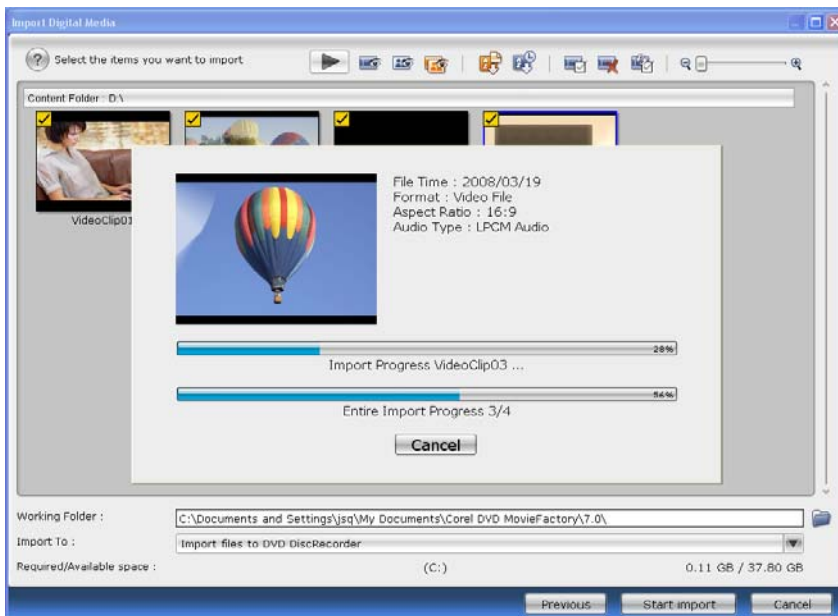 Import Digital Media
Select the items you want to import
Content Folder : D:\
VideoClip01
File Time : 2008/03/19
Format : Video File
Aspect Ratio : 16:9
Audio Type : LPCM Audio
28%
Import Progress VideoClip03 ...
56%
Entire Import Progress 3/4
Cancel
Working Folder :
C:\Documents and Settings\jsq\My Documents\Corel DVD MovieFactory\7.0\
Import To :
Import files to DVD DiscRecorder
Required/Available space :
(C:)
0.11 GB / 37.80 GB
Previous
Start import
Cancel